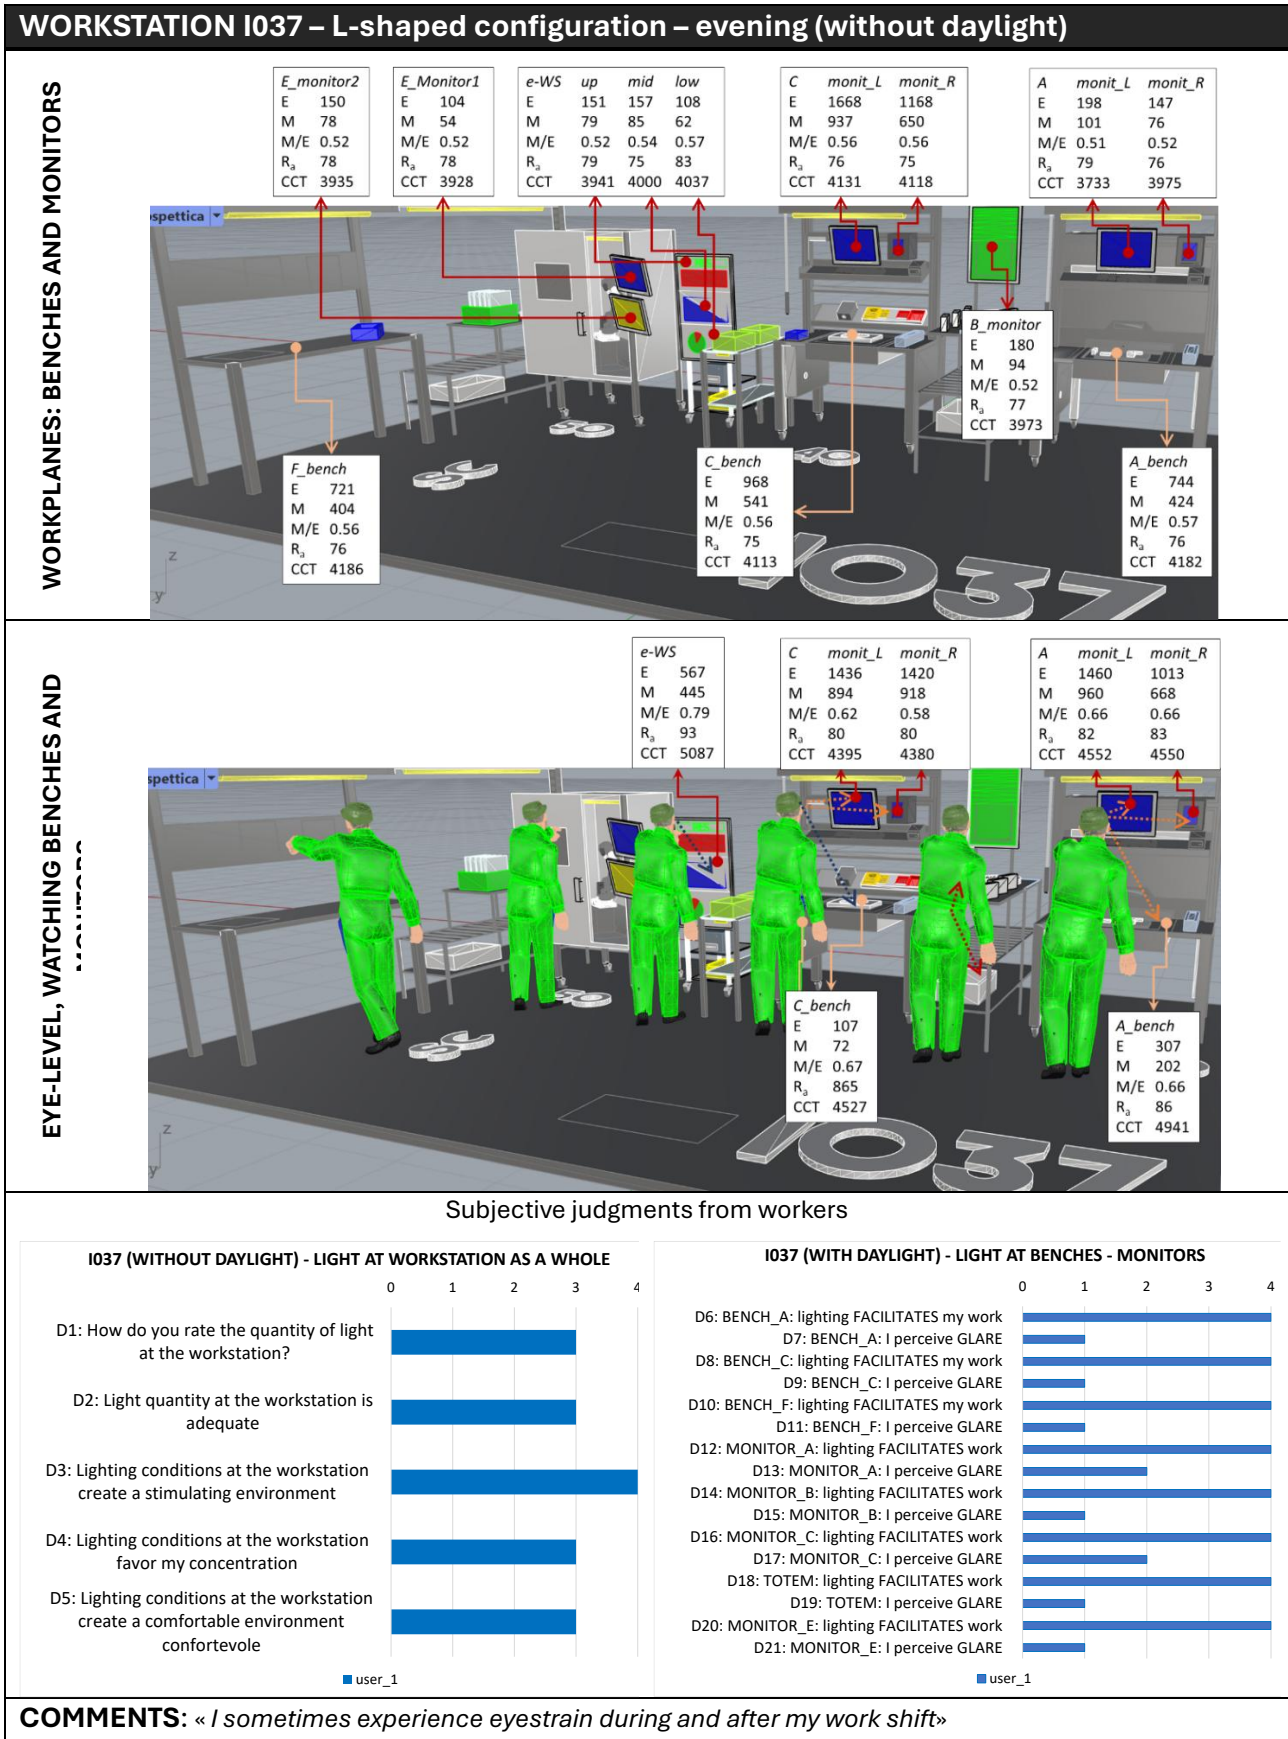 WORKSTATION I037 – L-shaped configuration – evening (without daylight)
WORKPLANES: BENCHES AND MONITORS
E_monitor2
E 150
M 78
M/E 0.52
Ra 78
CCT 3935
E_Monitor1
E 104
M 54
M/E 0.52
Ra 78
CCT 3928
e-WS up mid low
E 151 157 108
M 79 85 62
M/E 0.52 0.54 0.57
Ra 79 75 83
CCT 3941 4000 4037
C monit_L monit_R
E 1668 1168
M 937 650
M/E 0.56 0.56
Ra 76 75
CCT 4131 4118
A monit_L monit_R
E 198 147
M 101 76
M/E 0.51 0.52
Ra 79 76
CCT 3733 3975
spettica
B_monitor
E 180
M 94
M/E 0.52
Ra 77
CCT 3973
F_bench
E 721
M 404
M/E 0.56
Ra 76
CCT 4186
C_bench
E 968
M 541
M/E 0.56
Ra 75
CCT 4113
A_bench
E 744
M 424
M/E 0.57
Ra 76
CCT 4182
z
y
1037
EYE-LEVEL, WATCHING BENCHES AND
MONITORS
e-WS
E 567
M 445
M/E 0.79
Ra 93
CCT 5087
C monit_L monit_R
E 1436 1420
M 894 918
M/E 0.62 0.58
Ra 80 80
CCT 4395 4380
A monit_L monit_R
E 1460 1013
M 960 668
M/E 0.66 0.66
Ra 82 83
CCT 4552 4550
spettica
C_bench
E 107
M 72
M/E 0.67
Ra 865
CCT 4527
A_bench
E 307
M 202
M/E 0.66
Ra 86
CCT 4941
z
y
1037
Subjective judgments from workers
I037 (WITHOUT DAYLIGHT) - LIGHT AT WORKSTATION AS A WHOLE
0 1 2 3 4
D1: How do you rate the quantity of light
at the workstation?
D2: Light quantity at the workstation is
adequate
D3: Lighting conditions at the workstation
create a stimulating environment
D4: Lighting conditions at the workstation
favor my concentration
D5: Lighting conditions at the workstation
create a comfortable environment
confortevole
user_1
I037 (WITH DAYLIGHT) - LIGHT AT BENCHES - MONITORS
0 1 2 3 4
D6: BENCH_A: lighting FACILITATES my work
D7: BENCH_A: I perceive GLARE
D8: BENCH_C: lighting FACILITATES my work
D9: BENCH_C: I perceive GLARE
D10: BENCH_F: lighting FACILITATES my work
D11: BENCH_F: I perceive GLARE
D12: MONITOR_A: lighting FACILITATES work
D13: MONITOR_A: I perceive GLARE
D14: MONITOR_B: lighting FACILITATES work
D15: MONITOR_B: I perceive GLARE
D16: MONITOR_C: lighting FACILITATES work
D17: MONITOR_C: I perceive GLARE
D18: TOTEM: lighting FACILITATES work
D19: TOTEM: I perceive GLARE
D20: MONITOR_E: lighting FACILITATES work
D21: MONITOR_E: I perceive GLARE
user_1
COMMENTS: « I sometimes experience eyestrain during and after my work shift»